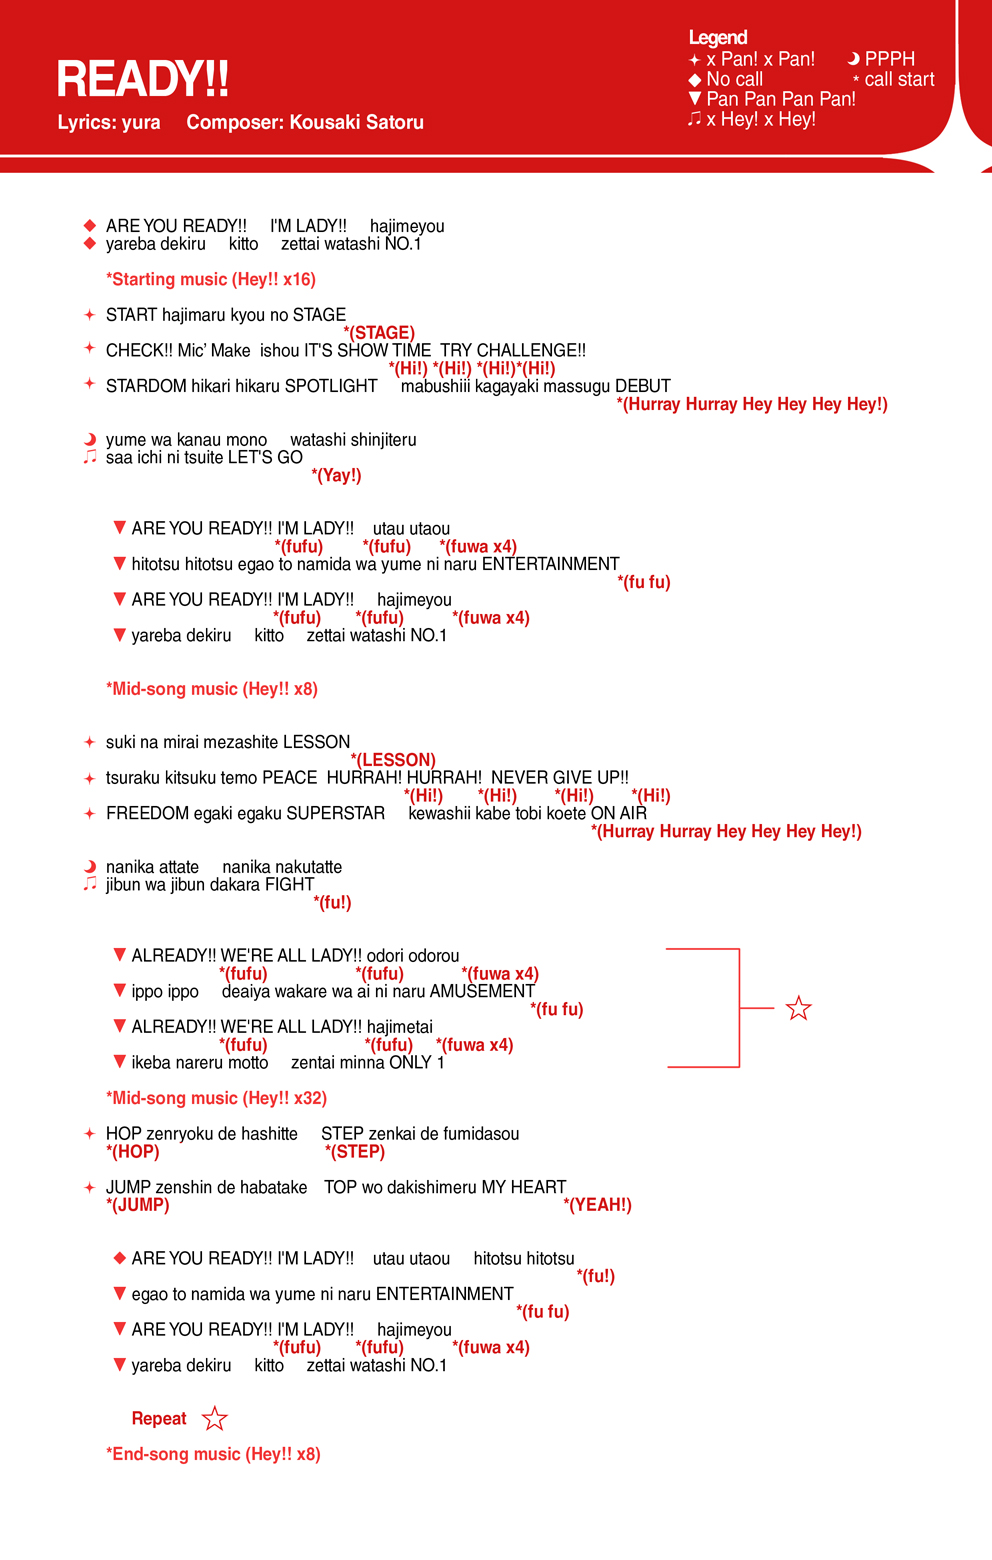 READY!!
Lyrics: yura Composer: Kousaki Satoru
Legend
x Pan! x Pan! PPPH
No call * call start
Pan Pan Pan Pan!
x Hey! x Hey!
ARE YOU READY!! I'M LADY!! hajimeyou
yareba dekiru kitto zettai watashi NO.1
*Starting music (Hey!! x16)
START hajimaru kyou no STAGE
*(STAGE)
CHECK!! Mic’ Make ishou IT'S SHOW TIME TRY CHALLENGE!!
*(Hi!) *(Hi!) *(Hi!)*(Hi!)
STARDOM hikari hikaru SPOTLIGHT mabushiii kagayaki massugu DEBUT
*(Hurray Hurray Hey Hey Hey Hey!)
yume wa kanau mono watashi shinjiteru
saa ichi ni tsuite LET'S GO
*(Yay!)
ARE YOU READY!! I'M LADY!! utau utaou
*(fufu) *(fufu) *(fuwa x4)
hitotsu hitotsu egao to namida wa yume ni naru ENTERTAINMENT
*(fu fu)
ARE YOU READY!! I'M LADY!! hajimeyou
*(fufu) *(fufu) *(fuwa x4)
yareba dekiru kitto zettai watashi NO.1
*Mid-song music (Hey!! x8)
suki na mirai mezashite LESSON
*(LESSON)
tsuraku kitsuku temo PEACE HURRAH! HURRAH! NEVER GIVE UP!!
*(Hi!) *(Hi!) *(Hi!) *(Hi!)
FREEDOM egaki egaku SUPERSTAR kewashii kabe tobi koete ON AIR
*(Hurray Hurray Hey Hey Hey Hey!)
nanika attate nanika nakutatte
jibun wa jibun dakara FIGHT
*(fu!)
ALREADY!! WE'RE ALL LADY!! odori odorou
*(fufu) *(fufu) *(fuwa x4)
ippo ippo deaiya wakare wa ai ni naru AMUSEMENT
*(fu fu)
ALREADY!! WE'RE ALL LADY!! hajimetai
*(fufu) *(fufu) *(fuwa x4)
ikeba nareru motto zentai minna ONLY 1
*Mid-song music (Hey!! x32)
HOP zenryoku de hashitte STEP zenkai de fumidasou
*(HOP) *(STEP)
JUMP zenshin de habatake TOP wo dakishimeru MY HEART
*(JUMP) *(YEAH!)
ARE YOU READY!! I'M LADY!! utau utaou hitotsu hitotsu
*(fu!)
egao to namida wa yume ni naru ENTERTAINMENT
*(fu fu)
ARE YOU READY!! I'M LADY!! hajimeyou
*(fufu) *(fufu) *(fuwa x4)
yareba dekiru kitto zettai watashi NO.1
Repeat
*End-song music (Hey!! x8)